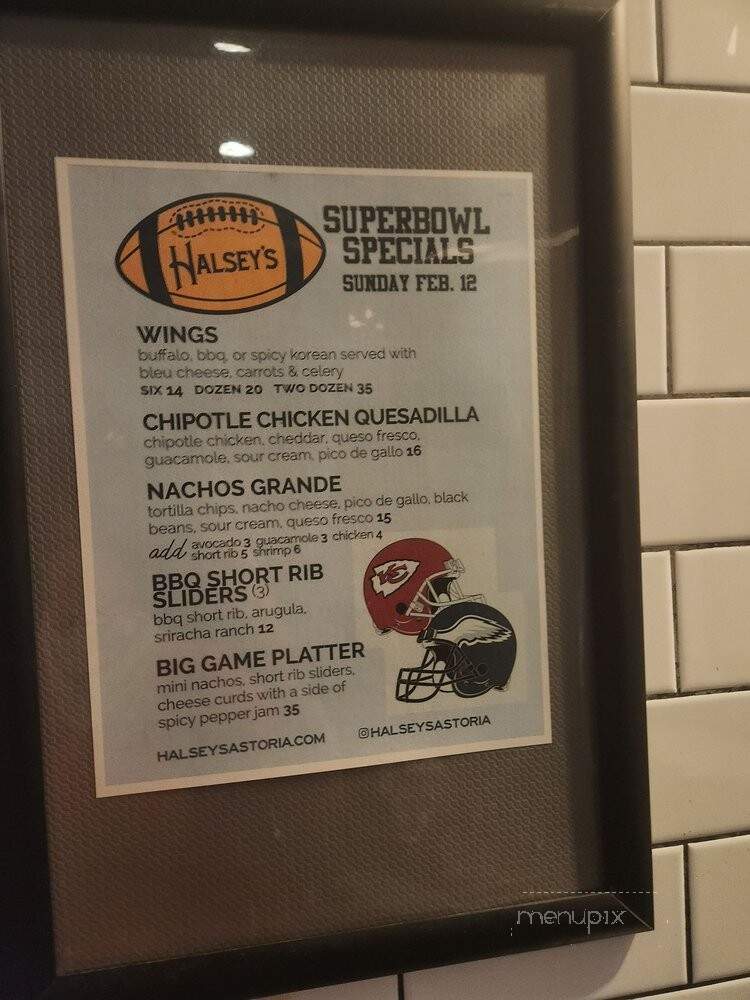 HALSEY'S
SUPERBOWL
SPECIALS
SUNDAY FEB. 12
WINGS
buffalo, bbq, or spicy korean served with
bleu cheese, carrots & celery
SIX 14 DOZEN 20 TWO DOZEN 35
CHIPOTLE CHICKEN QUESADILLA
chipotle chicken, cheddar, queso fresco,
guacamole, sour cream, pico de gallo 16
NACHOS GRANDE
tortilla chips, nacho cheese, pico de gallo, black
beans, sour cream, queso fresco 15
add avocado 3 guacamole 3 chicken 4
short rib 5 shrimp 6
BBQ SHORT RIB
SLIDERS (3)
bbq short rib, arugula,
sriracha ranch 12
BIG GAME PLATTER
mini nachos, short rib sliders,
cheese curds with a side of
spicy pepper jam 35
HALSEYSASTORIA.COM
HALSEYSASTORIA
KC
menupix